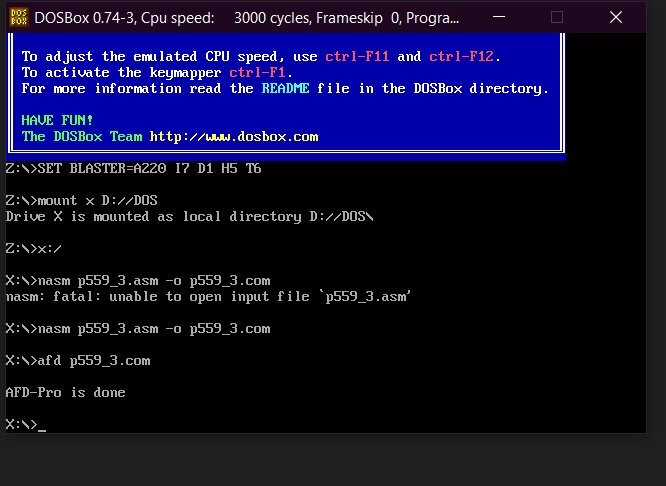 DOS
BOX
DOSBox 0.74-3, Cpu speed: 3000 cycles, Frameskip 0, Progra...
To adjust the emulated CPU speed, use ctrl-F11 and ctrl-F12.
To activate the keymapper ctrl-F1.
For more information read the README file in the DOSBox directory.
HAVE FUN!
The DOSBox Team http://www.dosbox.com
Z:\>SET BLASTER=A220 I7 D1 H5 T6
Z:\>mount x D://DOS
Drive X is mounted as local directory D://DOS\
Z:\>x:/
X:\>nasm p559_3.asm -o p559_3.com
nasm: fatal: unable to open input file `p559_3.asm'
X:\>nasm p559_3.asm -o p559_3.com
X:\>afd p559_3.com
AFD-Pro is done
X:\>_